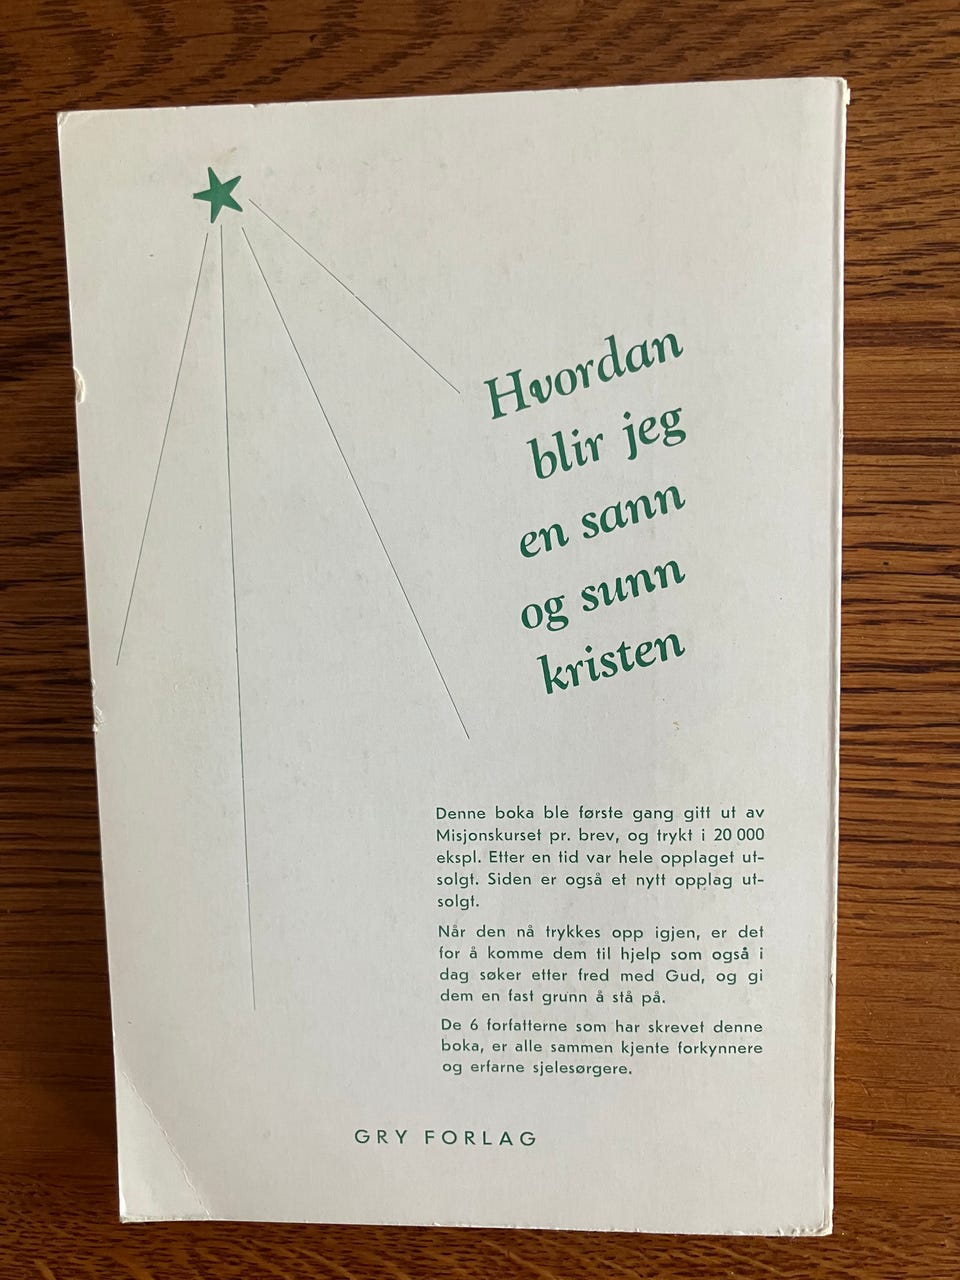 Hvordan
blir jeg
en sann
og sunn
kristen
Denne boka ble første gang gitt ut av
Misjonskurset pr. brev, og trykt i 20 000
ekspl. Etter en tid var hele opplaget ut-
solgt. Siden er også et nytt opplag ut-
solgt.
Når den nå trykkes opp igjen, er det
for å komme dem til hjelp som også i
dag søker etter fred med Gud, og gi
dem en fast grunn å stå på.
De 6 forfatterne som har skrevet denne
boka, er alle sammen kjente forkynnere
og erfarne sjelesørgere.
GRY FORLAG